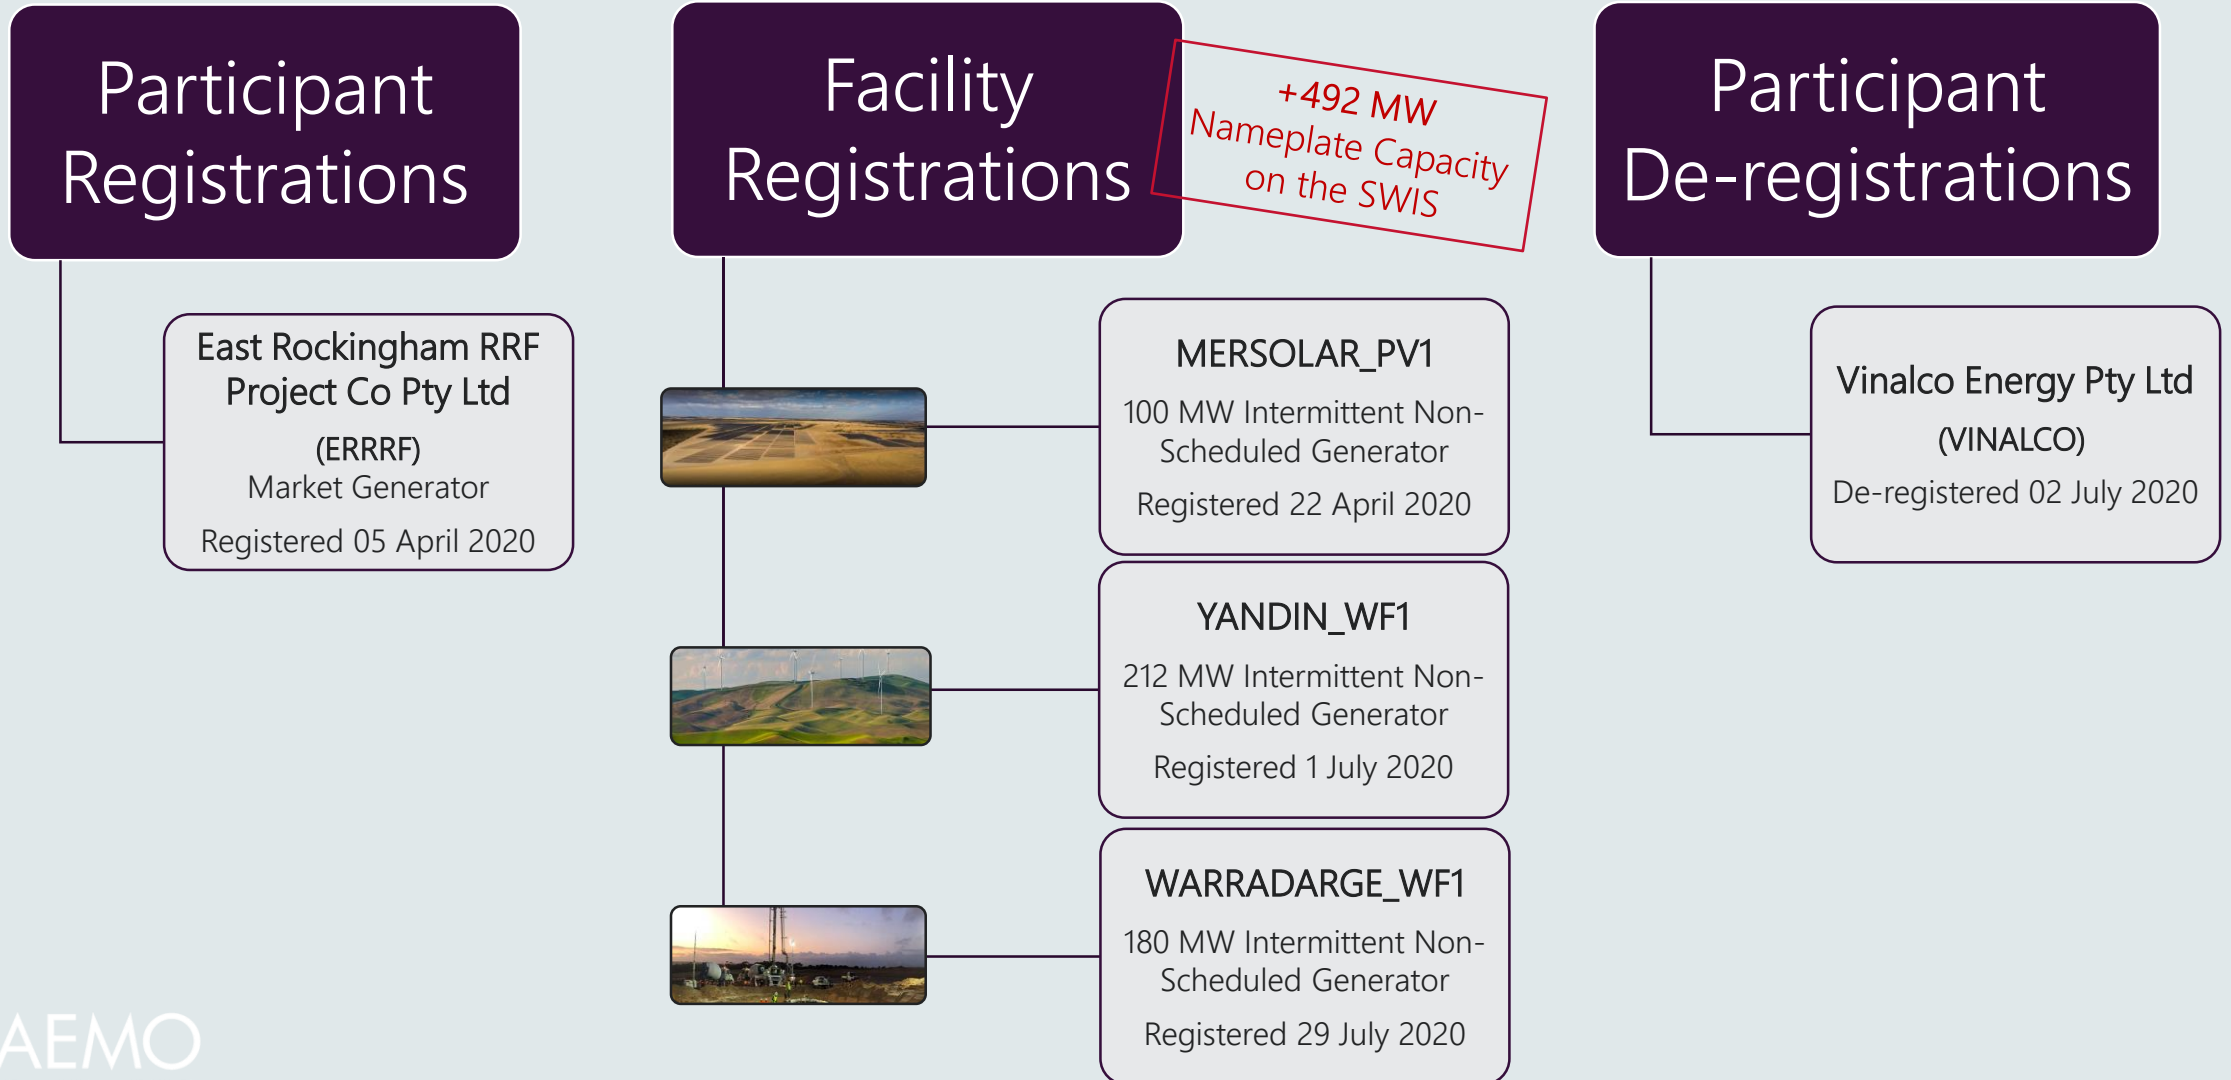 Participant
Registrations
East Rockingham RRF
Project Co Pty Ltd
(ERRRF)
Market Generator
Registered 05 April 2020
Facility
Registrations
+492 MW
Nameplate Capacity
on the SWIS
MERSOLAR_PV1
100 MW Intermittent Non-
Scheduled Generator
Registered 22 April 2020
YANDIN_WF1
212 MW Intermittent Non-
Scheduled Generator
Registered 1 July 2020
WARRADARGE_WF1
180 MW Intermittent Non-
Scheduled Generator
Registered 29 July 2020
Participant
De-registrations
Vinalco Energy Pty Ltd
(VINALCO)
De-registered 02 July 2020
AEMO